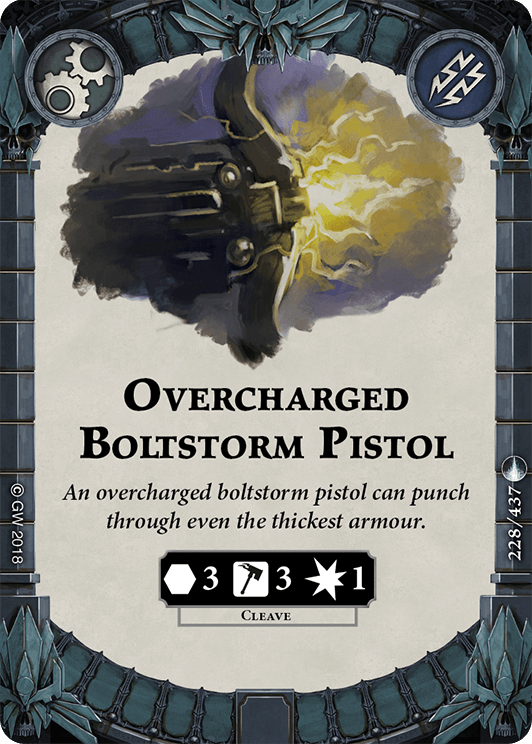 Overcharged
Boltstorm Pistol
An overcharged boltstorm pistol can punch
through even the thickest armour.
3 3 1
Cleave
© GW 2018
228/437